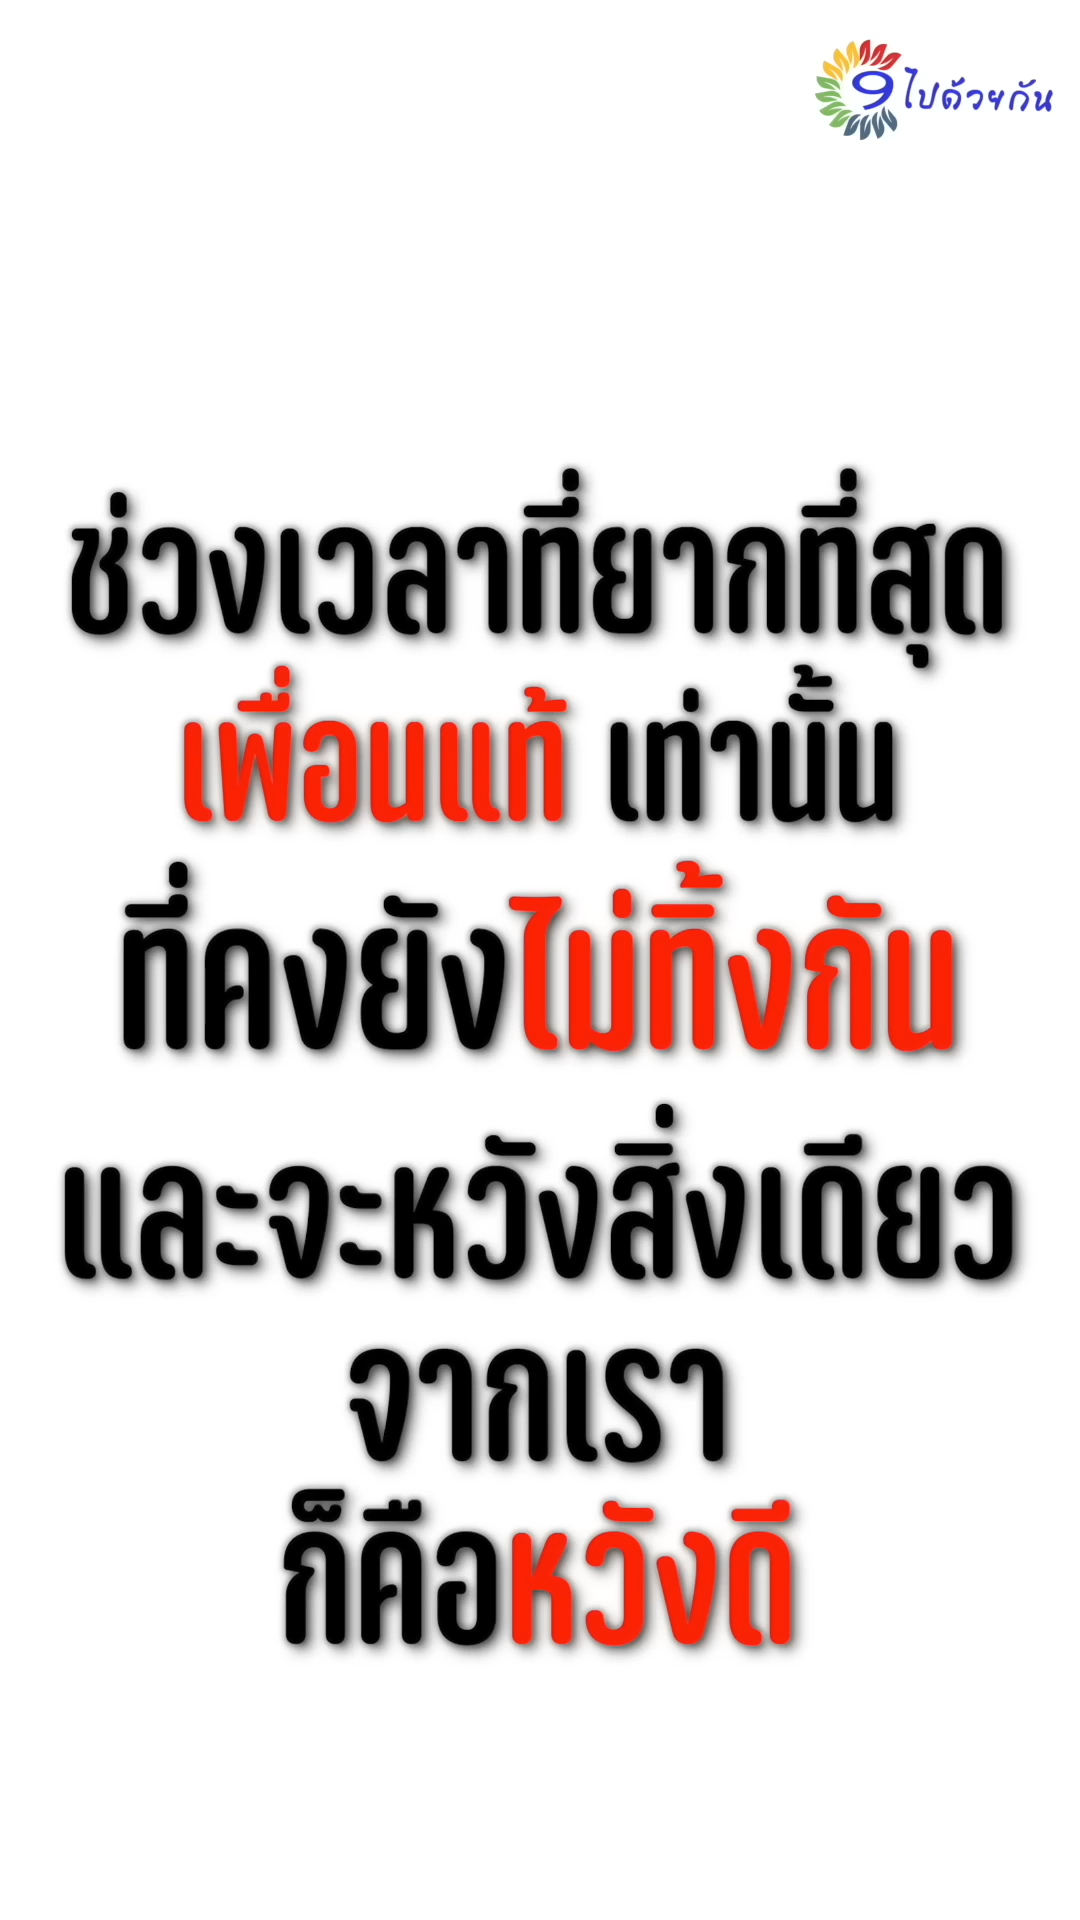 9 ไปด้วยกัน
ช่วงเวลาที่ยากที่สุด
เพื่อนแท้ เท่านั้น
ที่คงยังไม่ทิ้งกัน
และจะหวังสิ่งเดียว
จากเรา
ก็คือหวังดี